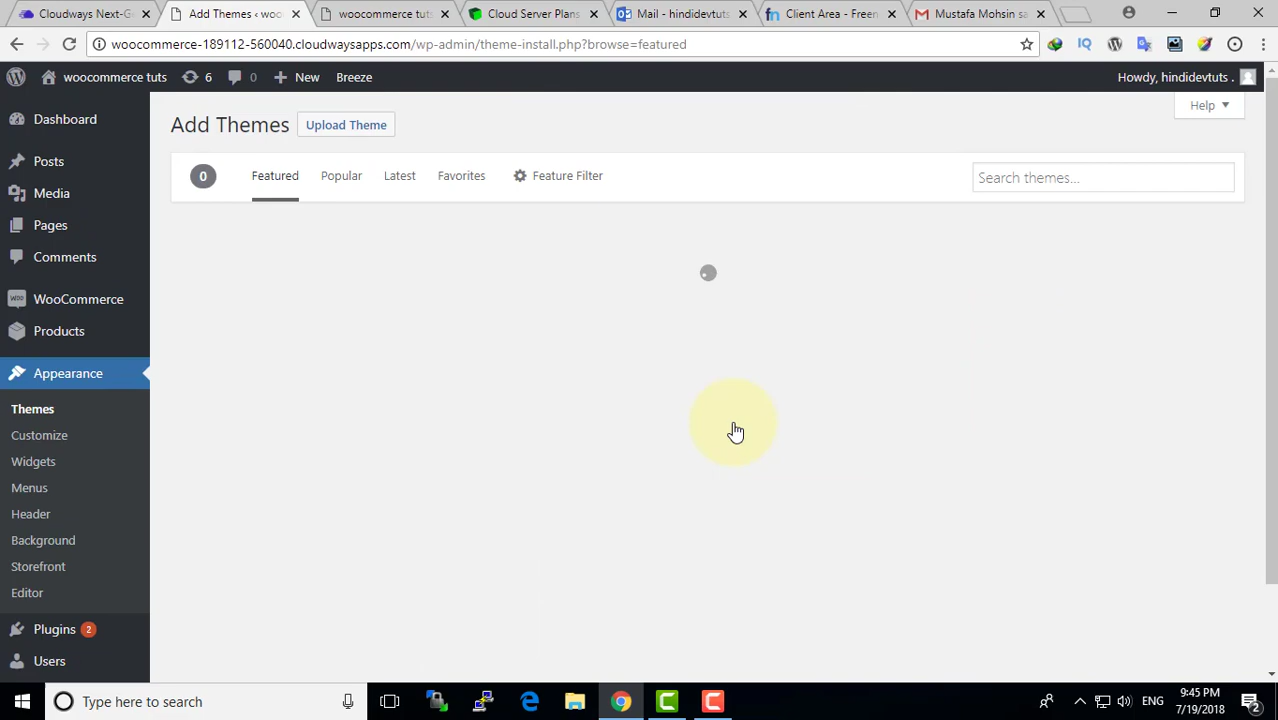 Cloudways Next-G
Add Themes ‹ woo
woocommerce tuts
Cloud Server Plans
Mail - hindidevtuts
Client Area - Freen
Mustafa Mohsin sa
woocommerce-189112-560040.cloudwaysapps.com/wp-admin/theme-install.php?browse=featured
woocommerce tuts
6
0
New
Breeze
Howdy, hindidevtuts .
Dashboard
Posts
Media
Pages
Comments
WooCommerce
Products
Appearance
Themes
Customize
Widgets
Menus
Header
Background
Storefront
Editor
Plugins 2
Users
Add Themes
Upload Theme
Help
0
Featured
Popular
Latest
Favorites
Feature Filter
Search themes...
Type here to search
ENG
9:45 PM
7/19/2018
2